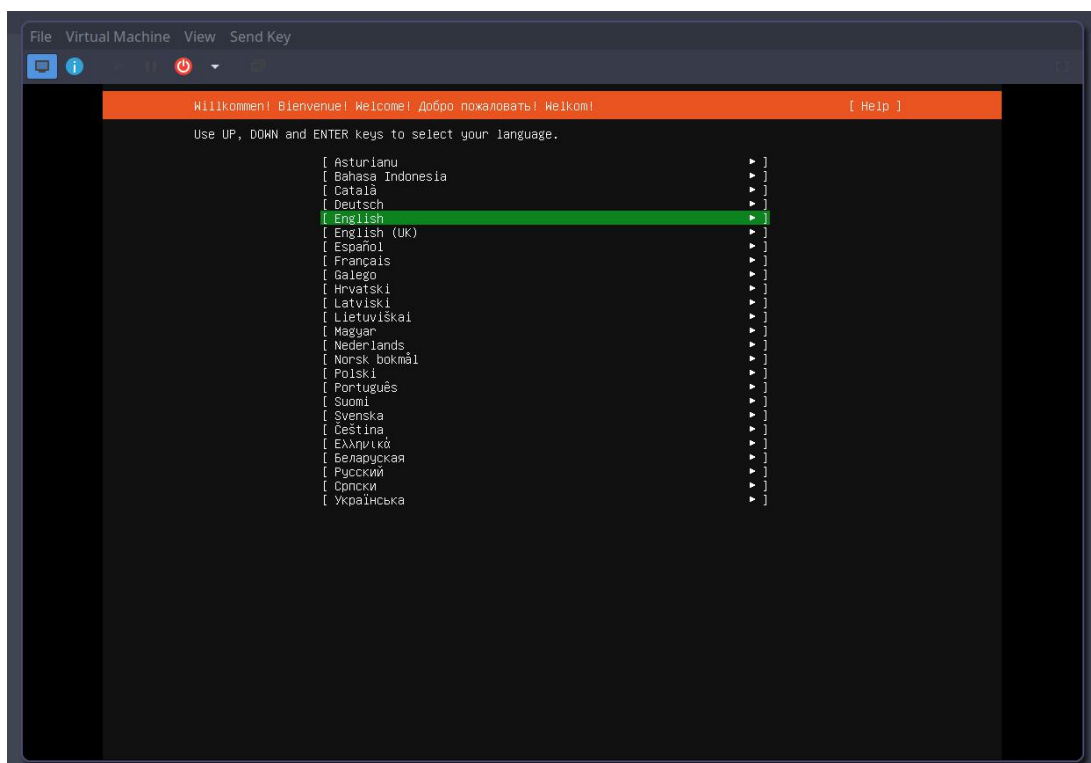 File Virtual Machine View Send Key
Willkommen! Bienvenue! Welcome! Добро пожаловать! Welkom! [ Help ]
Use UP, DOWN and ENTER keys to select your language.
[ Asturianu ► ]
[ Bahasa Indonesia ► ]
[ Català ► ]
[ Deutsch ► ]
[ English ► ]
[ English (UK) ► ]
[ Español ► ]
[ Français ► ]
[ Galego ► ]
[ Hrvatski ► ]
[ Latviski ► ]
[ Lietuviškai ► ]
[ Magyar ► ]
[ Nederlands ► ]
[ Norsk bokmål ► ]
[ Polski ► ]
[ Português ► ]
[ Suomi ► ]
[ Svenska ► ]
[ Čeština ► ]
[ Ελληνικά ► ]
[ Беларуская ► ]
[ Русский ► ]
[ Српски ► ]
[ Українська ► ]